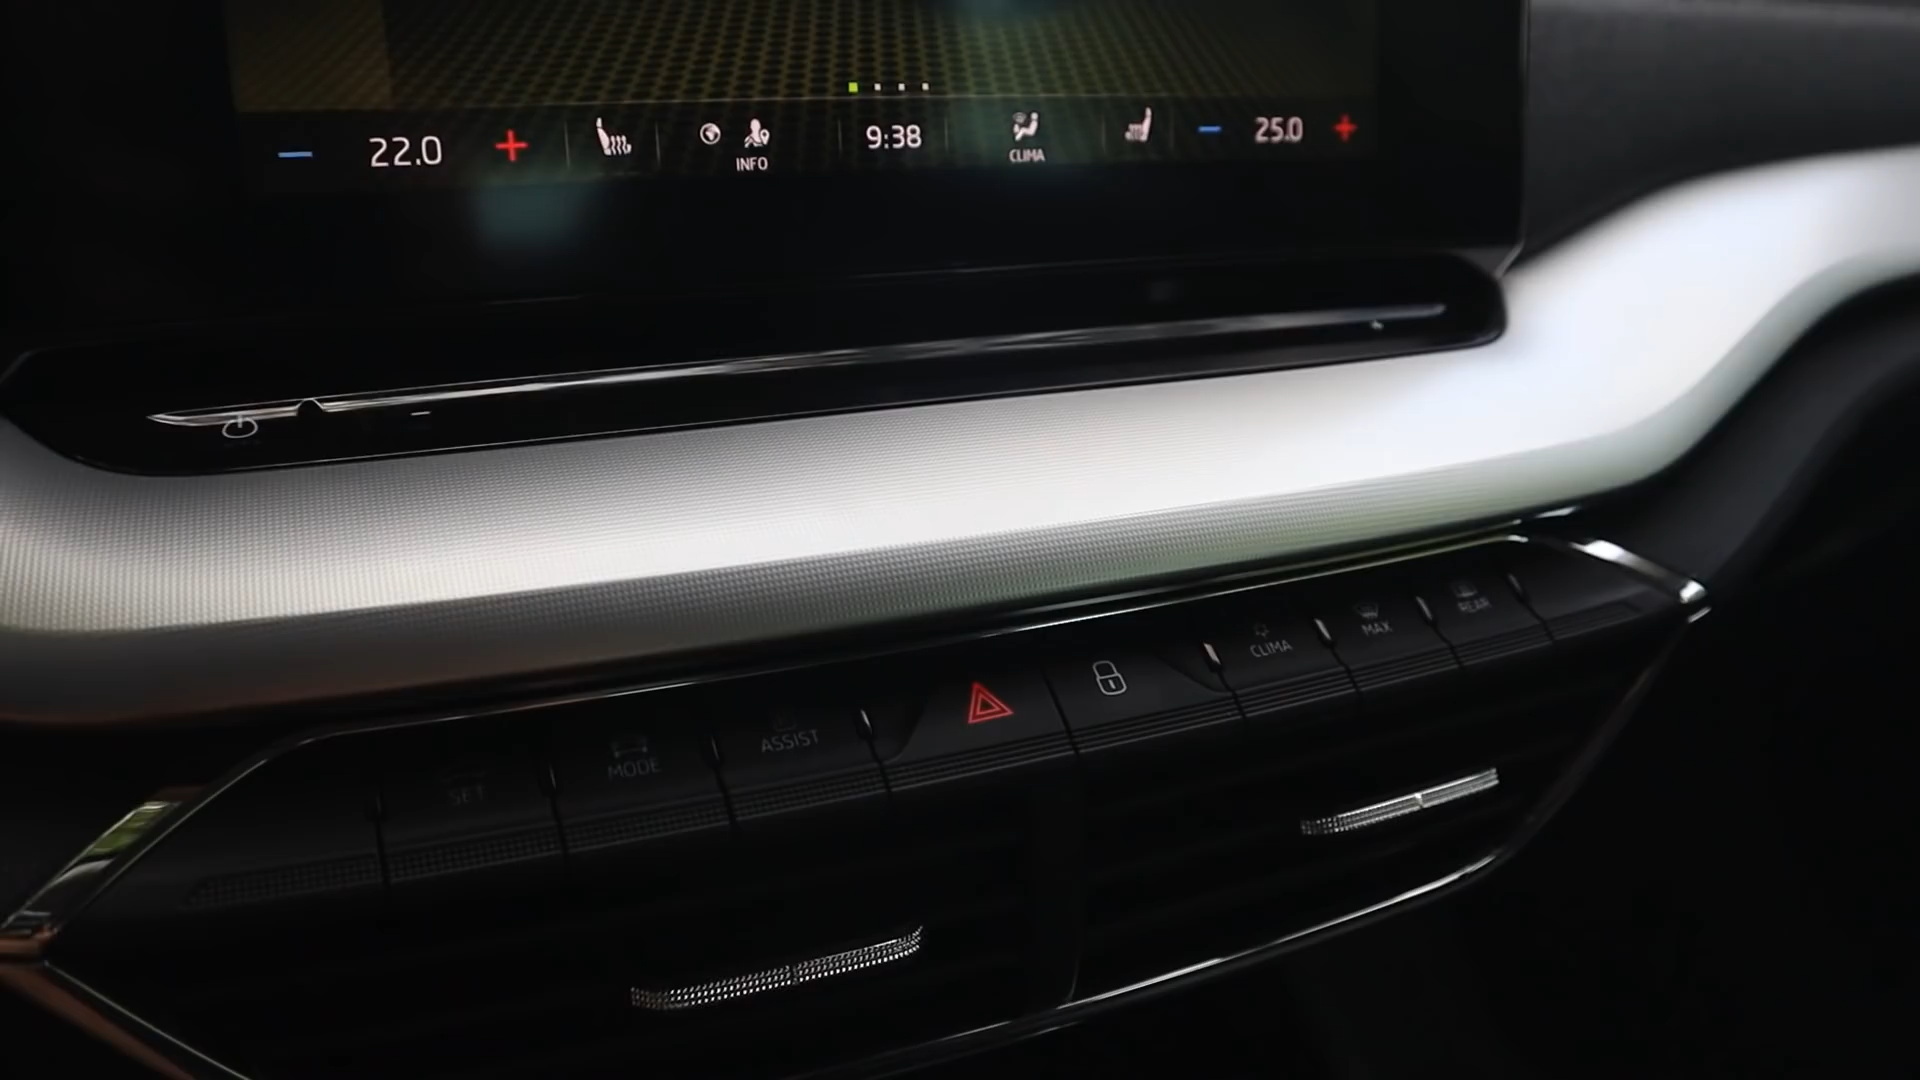 22.0
INFO
9:38
CLIMA
25.0
SET
MODE
ASSIST
CLIMA
MAX
REAR